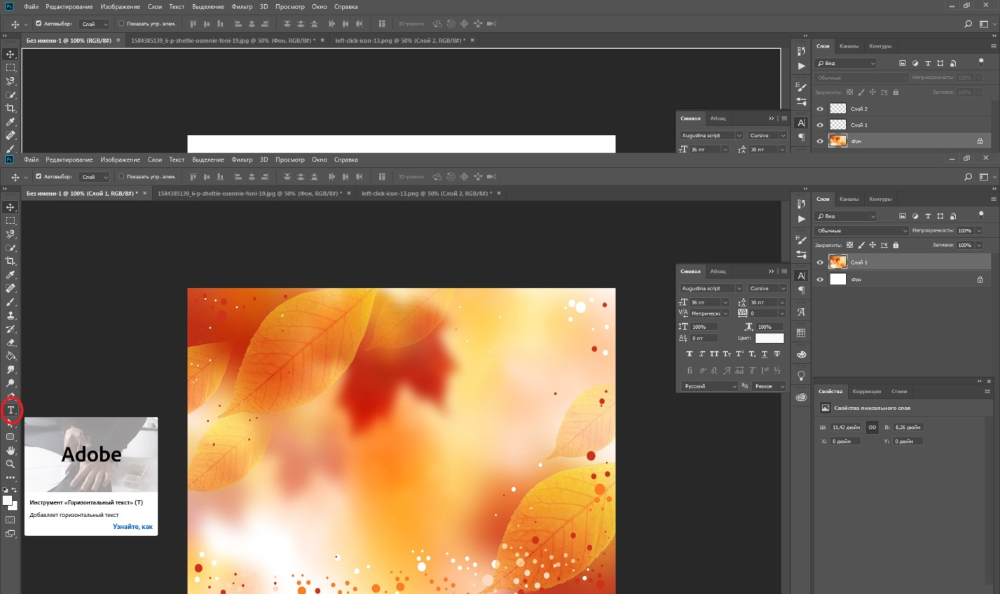 Ps Файл Редактирование Изображение Слои Текст Выделение Фильтр 3D Просмотр Окно Справка
Автовыбор: Слой Показать упр. элем. 3D-режим:
Без имени-1 @ 100% (RGB/8#) × 1584385139_6-p-zheltie-osennie-foni-19.jpg @ 50% (Фон, RGB/8#) * × left-click-icon-13.png @ 50% (Слой 2, RGB/8#) * ×
Слои Каналы Контуры
Вид
Обычные Непрозрачность: 100%
Закрепить: Заливка: 100%
Слой 2
Символ Абзац
Слой 1
Augustina script Cursive
Фон
36 пт 30 пт
Ps Файл Редактирование Изображение Слои Текст Выделение Фильтр 3D Просмотр Окно Справка
Автовыбор: Слой Показать упр. элем. 3D-режим:
Без имени-1 @ 100% (Слой 1, RGB/8#) * × 1584385139_6-p-zheltie-osennie-foni-19.jpg @ 50% (Фон, RGB/8#) * × left-click-icon-13.png @ 50% (Слой 2, RGB/8#) * ×
Слои Каналы Контуры
Вид
Обычные Непрозрачность: 100%
Закрепить: Заливка: 100%
Слой 1
Фон
Символ Абзац
Augustina script Cursive
36 пт 30 пт
Метрическ 0
100% 100%
0 пт Цвет:
Русский Резкое
Свойства Коррекция Стили
Свойства пиксельного слоя
Ш: 11,42 дюйм В: 8,26 дюйм
X: 0 дюйм Y: 0 дюйм
Adobe
Инструмент «Горизонтальный текст» (T)
Добавляет горизонтальный текст
Узнайте, как